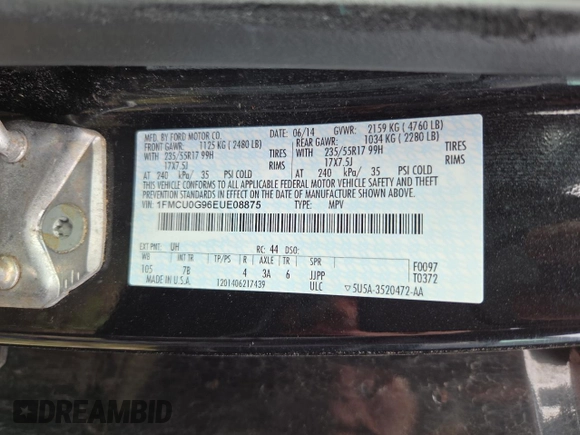 MFD. BY FORD MOTOR CO. 06/14 GVWR: 2159 KG ( 4760 LB)
FRONT GAWR: 1125 KG ( 2480 LB) REAR GAWR: 1034 KG ( 2280 LB)
WITH 235/55R17 99H TIRES WITH 235/55R17 99H TIRES
17X7.5J RIMS 17X7.5J RIMS
AT 240 kPa/ 35 PSI COLD AT 240 kPa/ 35 PSI COLD
THIS VEHICLE CONFORMS TO ALL APPLICABLE FEDERAL MOTOR VEHICLE SAFETY AND THEFT
PREVENTION STANDARDS IN EFFECT ON THE DATE OF MANUFACTURE SHOWN ABOVE.
VIN: 1FMCU0G96EUE08875 TYPE: MPV
EXT PNT: UH RC: 44 DSO:
WB INT TR TP/PS R AXLE TR SPR F0097
105 7B 4 3A 6 JJPP T0372
MADE IN U.S.A. ULC
1201406217439 5U5A-3520472-AA
DREAMBID